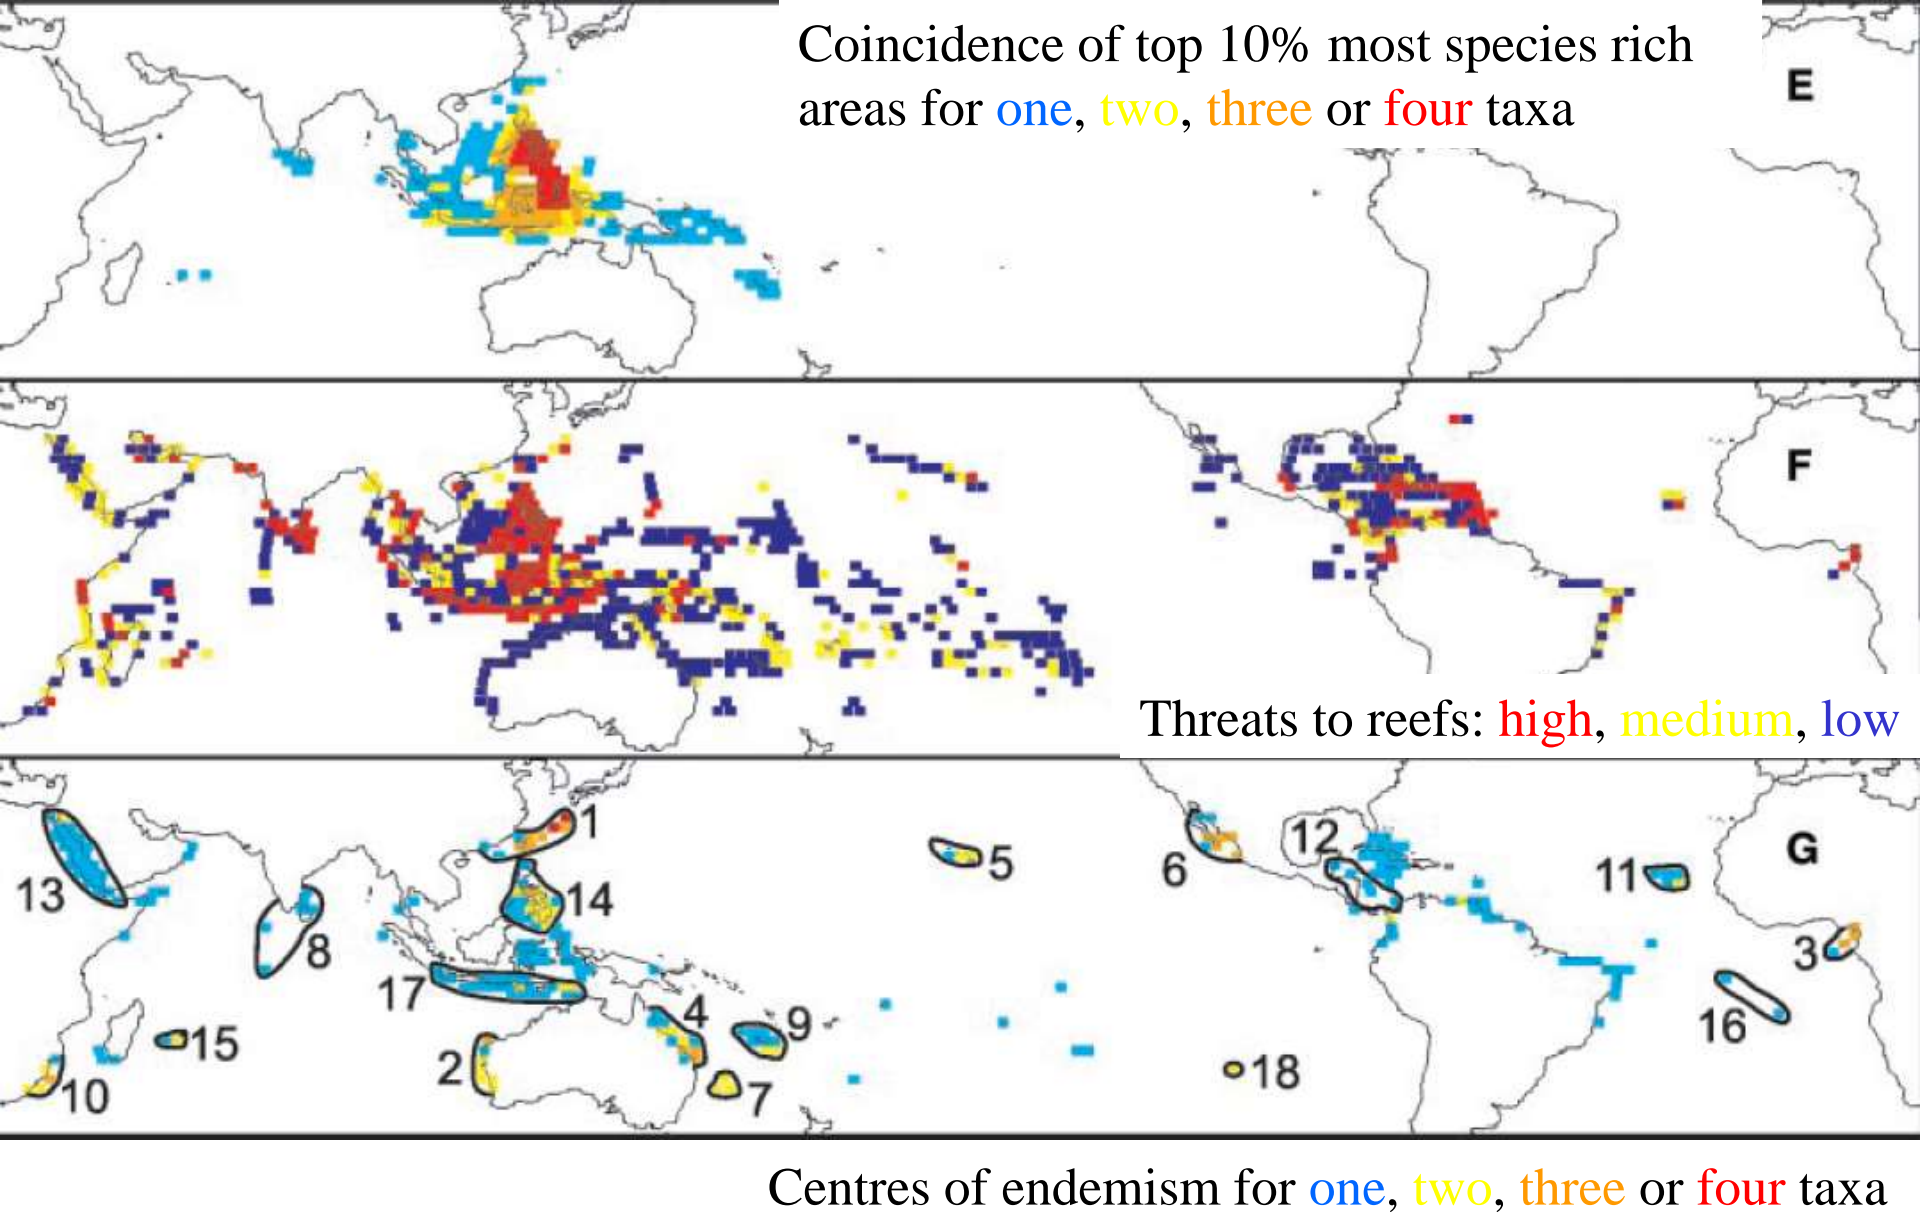 Coincidence of top 10% most species rich
areas for one, two, three or four taxa
E
F
Threats to reefs: high, medium, low
G
1
5
6
12
11
13
14
8
3
17
4
9
16
15
2
18
10
7
Centres of endemism for one, two, three or four taxa